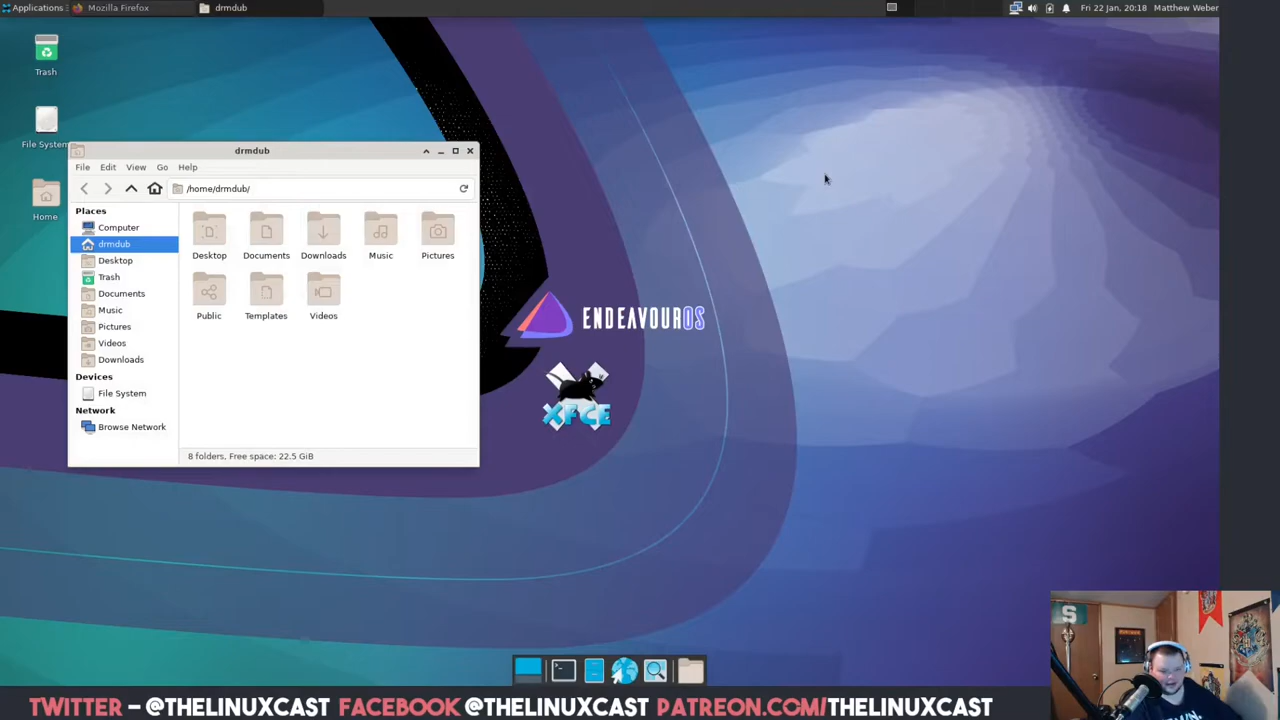 Applications
Mozilla Firefox
drmdub
Fri 22 Jan, 20:18
Matthew Weber
Trash
File System
Home
drmdub
File Edit View Go Help
/home/drmdub/
Places
Computer
drmdub
Desktop
Trash
Documents
Music
Pictures
Videos
Downloads
Devices
File System
Network
Browse Network
Desktop Documents Downloads Music Pictures
Public Templates Videos
8 folders, Free space: 22.5 GiB
ENDEAVOUROS
XFCE
S
TWITTER - @THELINUXCAST FACEBOOK @THELINUXCAST PATREON.COM/THELINUXCAST